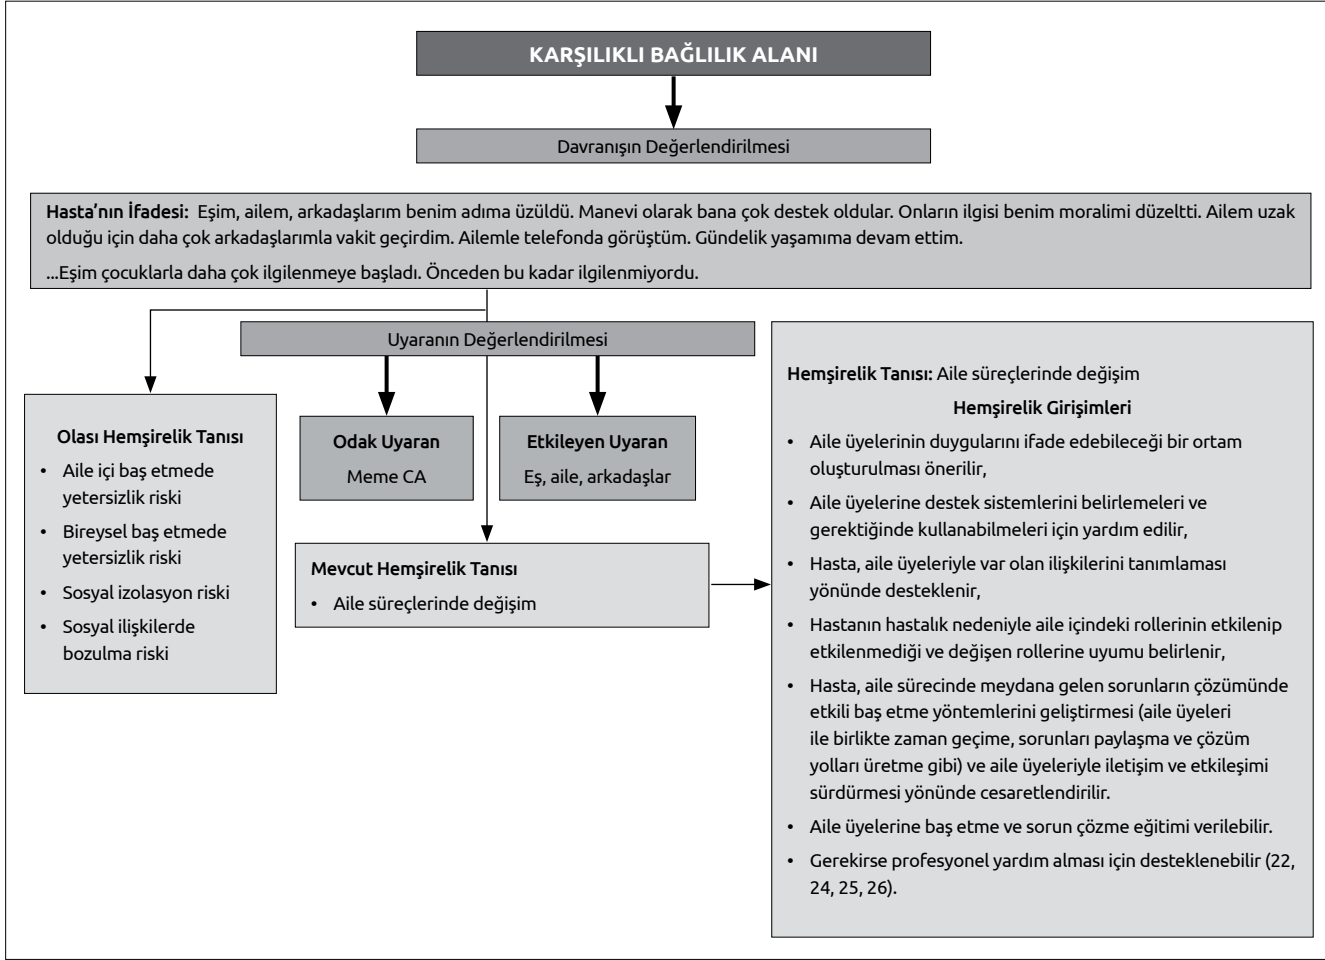 KARŞILIKLI BAĞLILIK ALANI
Davranışın Değerlendirilmesi
Hasta'nın İfadesi: Eşim, ailem, arkadaşlarım benim adıma üzüldü. Manevi olarak bana çok destek oldular. Onların ilgisi benim moralimi düzeltti. Ailem uzak
olduğu için daha çok arkadaşlarımla vakit geçirdim. Ailemle telefonda görüştüm. Gündelik yaşamıma devam ettim.
...Eşim çocuklarla daha çok ilgilenmeye başladı. Önceden bu kadar ilgilenmiyordu.
Uyaranın Değerlendirilmesi
Olası Hemşirelik Tanısı
• Aile içi baş etmede
yetersizlik riski
• Bireysel baş etmede
yetersizlik riski
• Sosyal izolasyon riski
• Sosyal ilişkilerde
bozulma riski
Odak Uyaran
Meme CA
Etkileyen Uyaran
Eş, aile, arkadaşlar
Mevcut Hemşirelik Tanısı
• Aile süreçlerinde değişim
Hemşirelik Tanısı: Aile süreçlerinde değişim
Hemşirelik Girişimleri
• Aile üyelerinin duygularını ifade edebileceği bir ortam
oluşturulması önerilir,
• Aile üyelerine destek sistemlerini belirlemeleri ve
gerektiğinde kullanabilmeleri için yardım edilir,
• Hasta, aile üyeleriyle var olan ilişkilerini tanımlaması
yönünde desteklenir,
• Hastanın hastalık nedeniyle aile içindeki rollerinin etkilenip
etkilenmediği ve değişen rollerine uyumu belirlenir,
• Hasta, aile sürecinde meydana gelen sorunların çözümünde
etkili baş etme yöntemlerini geliştirmesi (aile üyeleri
ile birlikte zaman geçime, sorunları paylaşma ve çözüm
yolları üretme gibi) ve aile üyeleriyle iletişim ve etkileşimi
sürdürmesi yönünde cesaretlendirilir.
• Aile üyelerine baş etme ve sorun çözme eğitimi verilebilir.
• Gerekirse profesyonel yardım alması için desteklenebilir (22,
24, 25, 26).